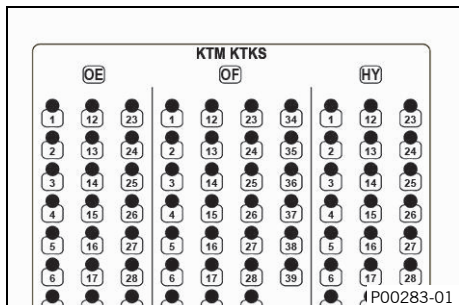 KTM KTKS
OE OF HY
1 12 23 1 12 23 34 1 12 23
2 13 24 2 13 24 35 2 13 24
3 14 25 3 14 25 36 3 14 25
4 15 26 4 15 26 37 4 15 26
5 16 27 5 16 27 38 5 16 27
6 17 28 6 17 28 39 6 17 28
P00283-01